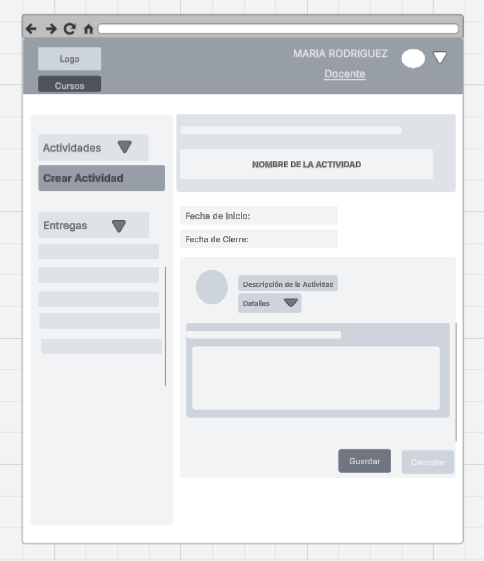 Logo
MARIA RODRIGUEZ
Docente
Cursos
Actividades
Crear Actividad
Entregas
NOMBRE DE LA ACTIVIDAD
Fecha de Inicio:
Fecha de Cierre:
Descripción de la Actividad
Detalles
Guardar
Cancelar